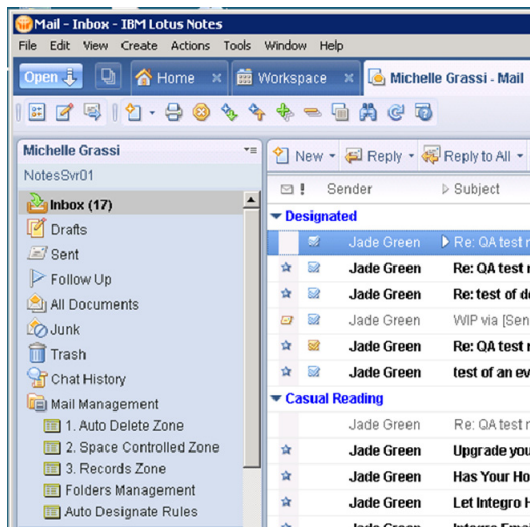 Mail - Inbox - IBM Lotus Notes
File Edit View Create Actions Tools Window Help
Open Home Workspace Michelle Grassi - Mail
Michelle Grassi
NotesSvr01
New Reply Reply to All
! Sender Subject
Inbox (17)
Drafts
Sent
Follow Up
All Documents
Junk
Trash
Chat History
Mail Management
1. Auto Delete Zone
2. Space Controlled Zone
3. Records Zone
Folders Management
Auto Designate Rules
Designated
Jade Green Re: QA test
Jade Green Re: QA test
Jade Green Re: test of
Jade Green WIP via [Sen
Jade Green Re: QA test
Jade Green test of an ev
Casual Reading
Jade Green Re: QA test
Jade Green Upgrade you
Jade Green Has Your Ho
Jade Green Let Integro
Jade Green